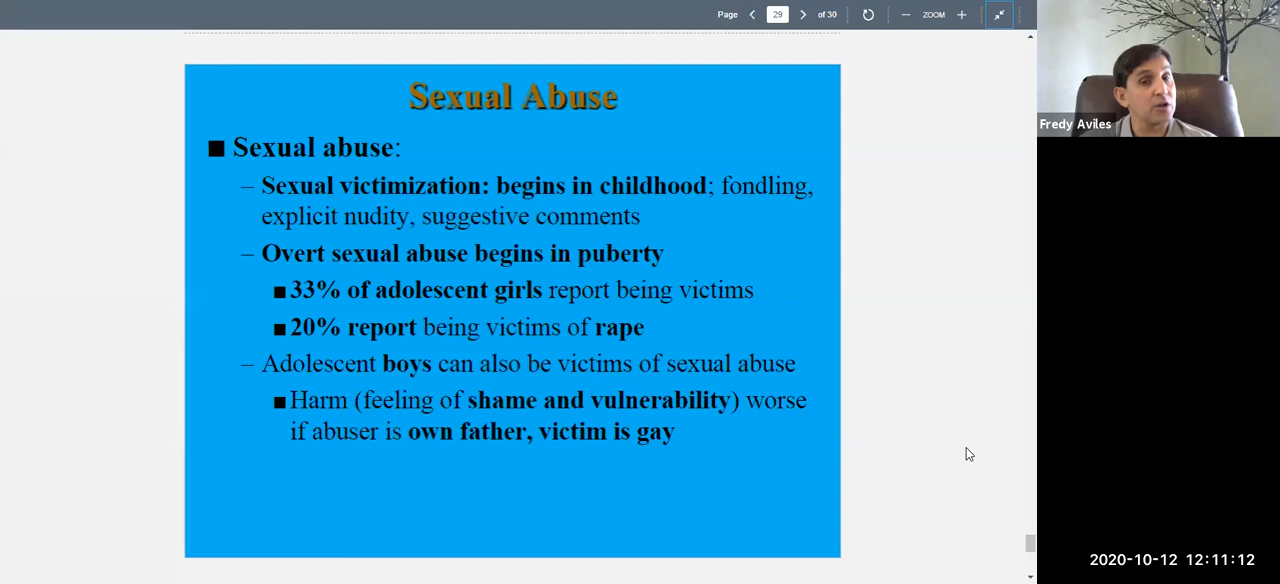 Page 29 of 30 ZOOM
Sexual Abuse
Fredy Aviles
■ Sexual abuse:
– Sexual victimization: begins in childhood; fondling,
explicit nudity, suggestive comments
– Overt sexual abuse begins in puberty
■ 33% of adolescent girls report being victims
■ 20% report being victims of rape
– Adolescent boys can also be victims of sexual abuse
■ Harm (feeling of shame and vulnerability) worse
if abuser is own father, victim is gay
2020-10-12 12:11:12